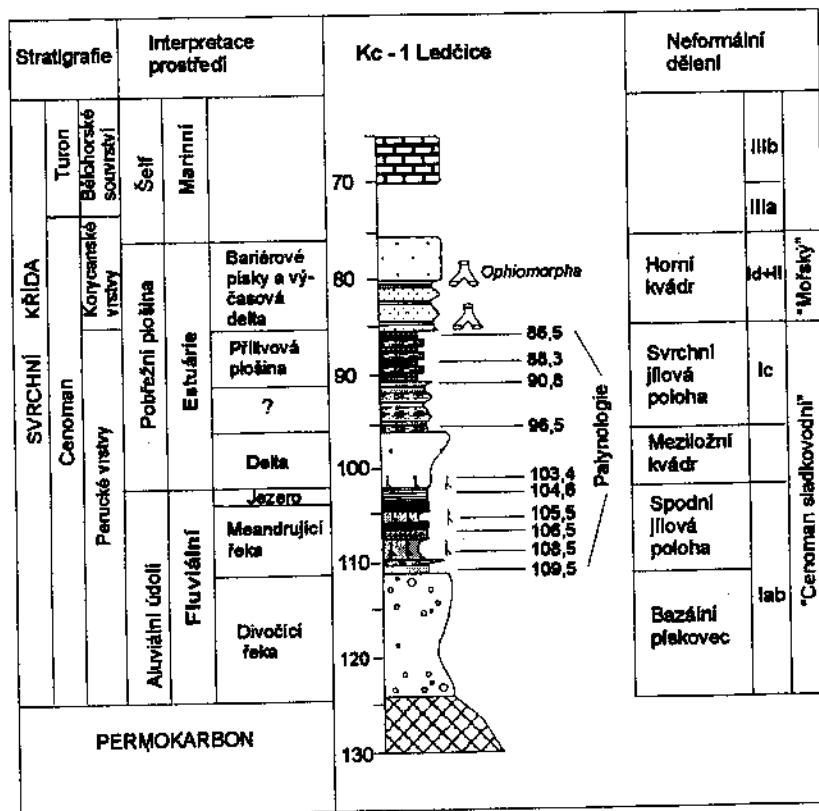 Stratigrafie
Interpretace
prostředí
Kc - 1 Ledčice
Neformální
dělení
SVRCHNÍ KŘÍDA
Turon
Cenoman
Bělohorské
souvrství
Korycanské
vrstvy
Perucké vrstvy
Šelf
Pobřežní plošina
Aluviální údolí
Marinní
Estuárie
Fluviální
Bariérové
písky a vý-
časová
delta
Přílivová
plošina
?
Delta
Jezero
Meandrující
řeka
Divočící
řeka
PERMOKARBON
70
80
90
100
110
120
130
Ophiomorpha
86,5
88,3
90,8
96,5
103,4
104,6
105,5
106,5
108,5
109,5
Palynologie
Horní
kvádr
Svrchní
jílová
poloha
Meziložní
kvádr
Spodní
jílová
poloha
Bazální
pískovec
IIIb
IIIa
Id+II
Ic
Iab
"Mořský"
"Cenoman sladkovodní"